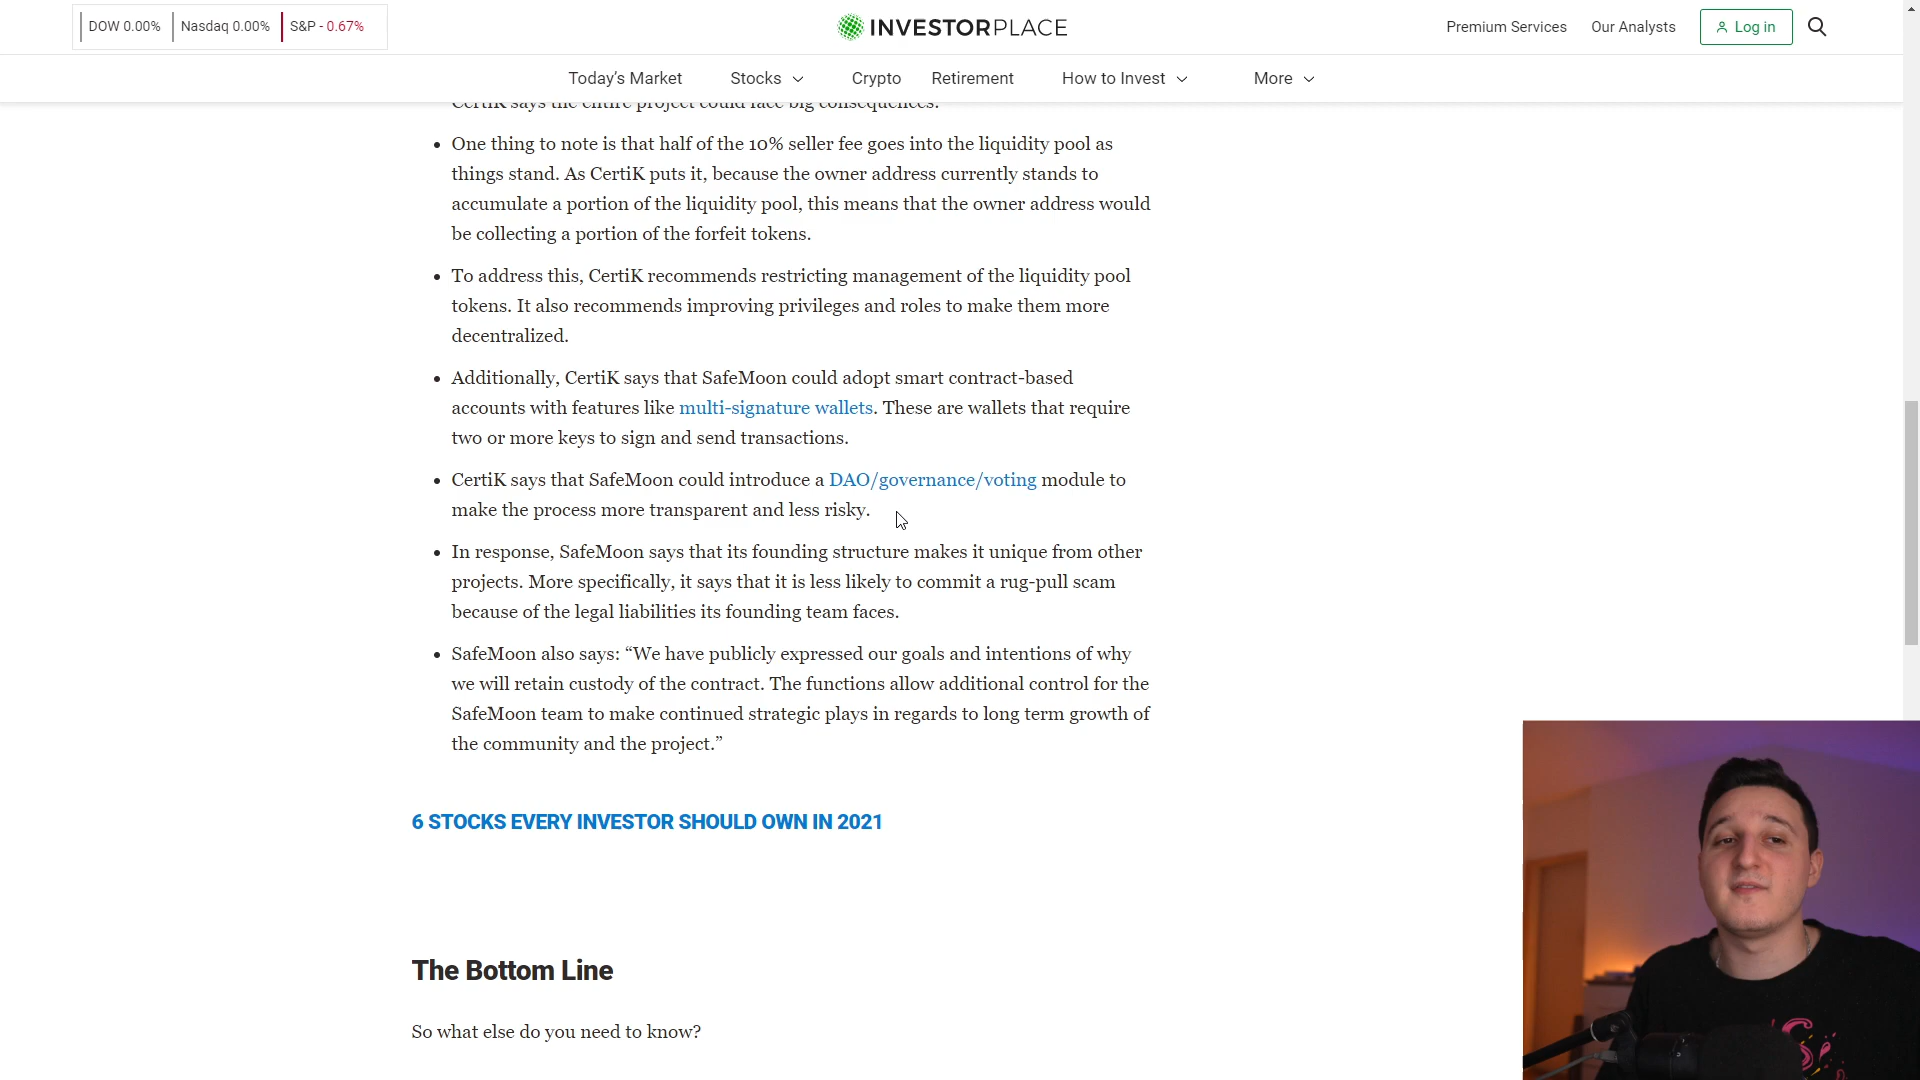 DOW 0.00% Nasdaq 0.00% S&P - 0.67%
INVESTORPLACE
Premium Services Our Analysts Log in
Today's Market Stocks Crypto Retirement How to Invest More
CertiK says the entire project could face big consequences.
• One thing to note is that half of the 10% seller fee goes into the liquidity pool as
things stand. As CertiK puts it, because the owner address currently stands to
accumulate a portion of the liquidity pool, this means that the owner address would
be collecting a portion of the forfeit tokens.
• To address this, CertiK recommends restricting management of the liquidity pool
tokens. It also recommends improving privileges and roles to make them more
decentralized.
• Additionally, CertiK says that SafeMoon could adopt smart contract-based
accounts with features like multi-signature wallets. These are wallets that require
two or more keys to sign and send transactions.
• CertiK says that SafeMoon could introduce a DAO/governance/voting module to
make the process more transparent and less risky.
• In response, SafeMoon says that its founding structure makes it unique from other
projects. More specifically, it says that it is less likely to commit a rug-pull scam
because of the legal liabilities its founding team faces.
• SafeMoon also says: “We have publicly expressed our goals and intentions of why
we will retain custody of the contract. The functions allow additional control for the
SafeMoon team to make continued strategic plays in regards to long term growth of
the community and the project.”
6 STOCKS EVERY INVESTOR SHOULD OWN IN 2021
The Bottom Line
So what else do you need to know?